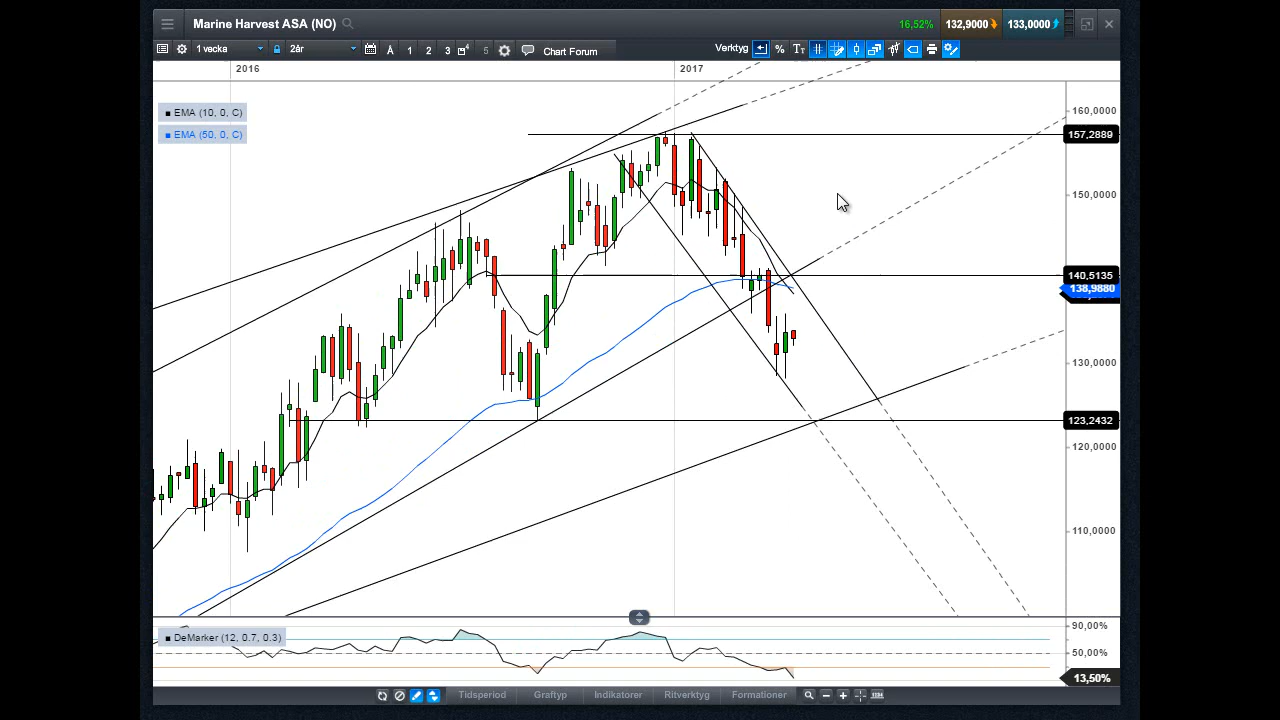 Marine Harvest ASA (NO) 16,52% 132,9000 133,0000
1 vecka 2år A 1 2 3 5 Chart Forum Verktyg % TT
2016 2017
EMA (10, 0, C)
EMA (50, 0, C)
160,0000
157,2889
150,0000
140,5135
138,9880
130,0000
123,2432
120,0000
110,0000
DeMarker (12, 0.7, 0.3)
90,00%
50,00%
13,50%
Tidsperiod Graftyp Indikatorer Ritverktyg Formationer